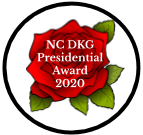 NC DKG
Presidential
Award
2020